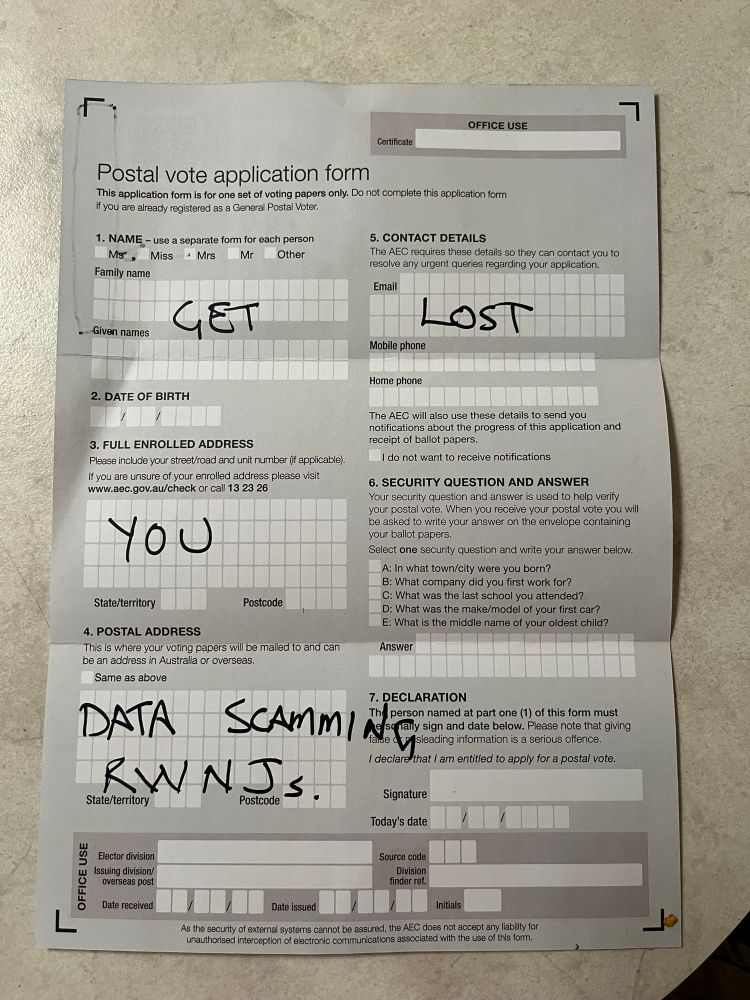 OFFICE USE
Certificate
Postal vote application form
This application form is for one set of voting papers only. Do not complete this application form
if you are already registered as a General Postal Voter.
1. NAME – use a separate form for each person
Ms Miss Mrs Mr Other
Family name
GET
Given names
2. DATE OF BIRTH
/ /
3. FULL ENROLLED ADDRESS
Please include your street/road and unit number (if applicable).
If you are unsure of your enrolled address please visit
www.aec.gov.au/check or call 13 23 26
YOU
State/territory Postcode
4. POSTAL ADDRESS
This is where your voting papers will be mailed to and can
be an address in Australia or overseas.
Same as above
DATA SCAMMING
RWNJs.
State/territory Postcode
5. CONTACT DETAILS
The AEC requires these details so they can contact you to
resolve any urgent queries regarding your application.
Email
LOST
Mobile phone
Home phone
The AEC will also use these details to send you
notifications about the progress of this application and
receipt of ballot papers.
I do not want to receive notifications
6. SECURITY QUESTION AND ANSWER
Your security question and answer is used to help verify
your postal vote. When you receive your postal vote you will
be asked to write your answer on the envelope containing
your ballot papers.
Select one security question and write your answer below.
A: In what town/city were you born?
B: What company did you first work for?
C: What was the last school you attended?
D: What was the make/model of your first car?
E: What is the middle name of your oldest child?
Answer
7. DECLARATION
The person named at part one (1) of this form must
personally sign and date below. Please note that giving
false or misleading information is a serious offence.
I declare that I am entitled to apply for a postal vote.
Signature
Today's date / /
OFFICE USE
Elector division
Source code
Issuing division/
overseas post
Division
finder ref.
Date received / / Date issued / / Initials
As the security of external systems cannot be assured, the AEC does not accept any liability for
unauthorised interception of electronic communications associated with the use of this form.